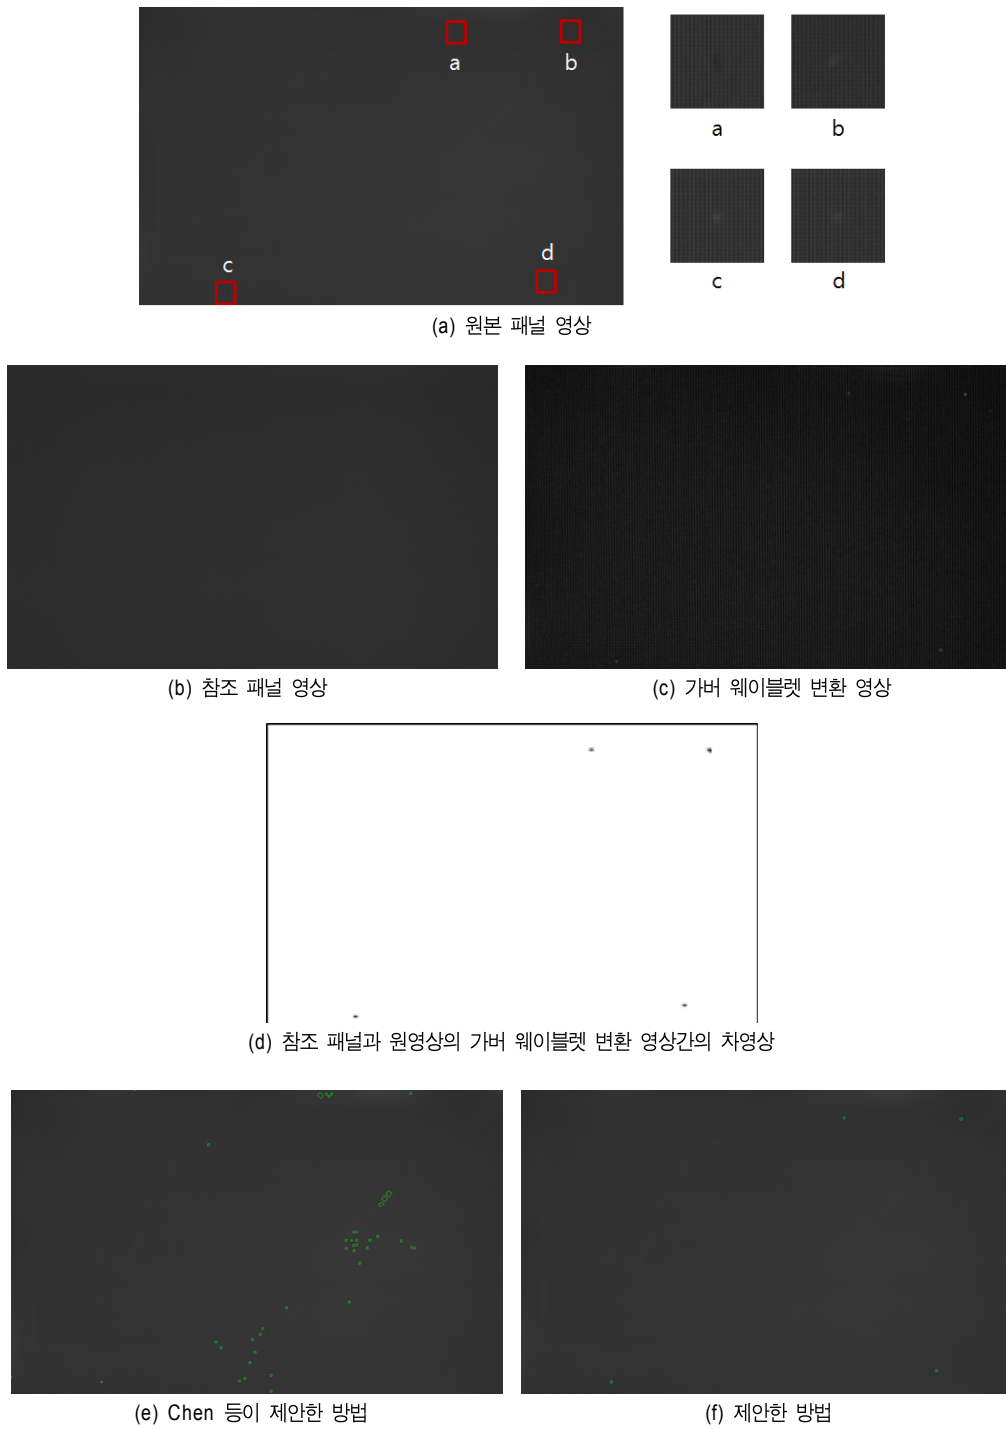 a
b
c
d
a
b
c
d
(a) 원본 패널 영상
(b) 참조 패널 영상
(c) 가버 웨이블렛 변환 영상
(d) 참조 패널과 원영상의 가버 웨이블렛 변환 영상간의 차영상
(e) Chen 등이 제안한 방법
(f) 제안한 방법